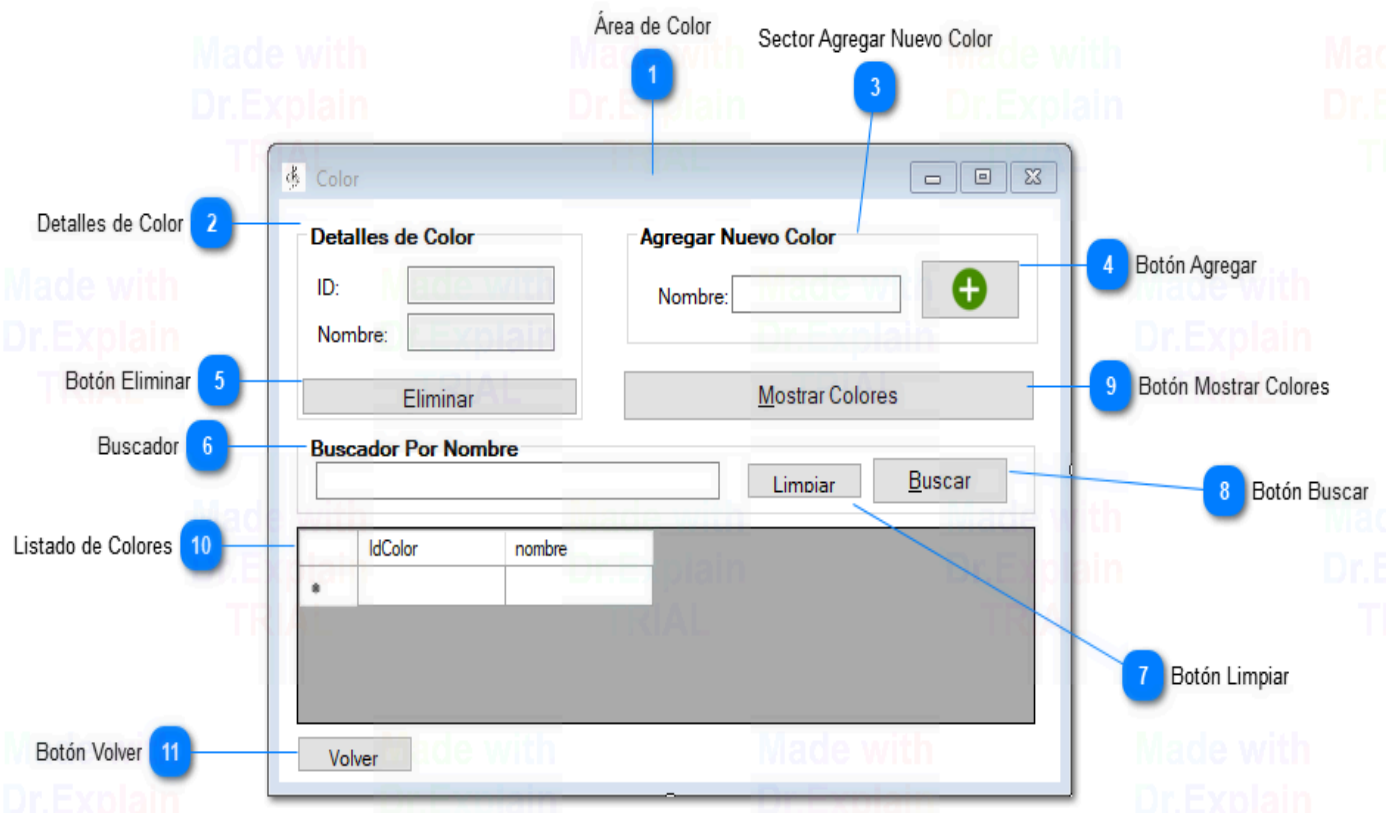 Área de Color
Sector Agregar Nuevo Color
1
3
Color
Detalles de Color 2
Detalles de Color
Agregar Nuevo Color
4 Botón Agregar
ID:
Nombre:
Nombre:
Botón Eliminar 5
Eliminar
Mostrar Colores
9 Botón Mostrar Colores
Buscador 6
Buscador Por Nombre
Limpiar
Buscar
8 Botón Buscar
Listado de Colores 10
IdColor nombre
*
7 Botón Limpiar
Botón Volver 11
Volver
Made with
Dr.Explain
TRIAL